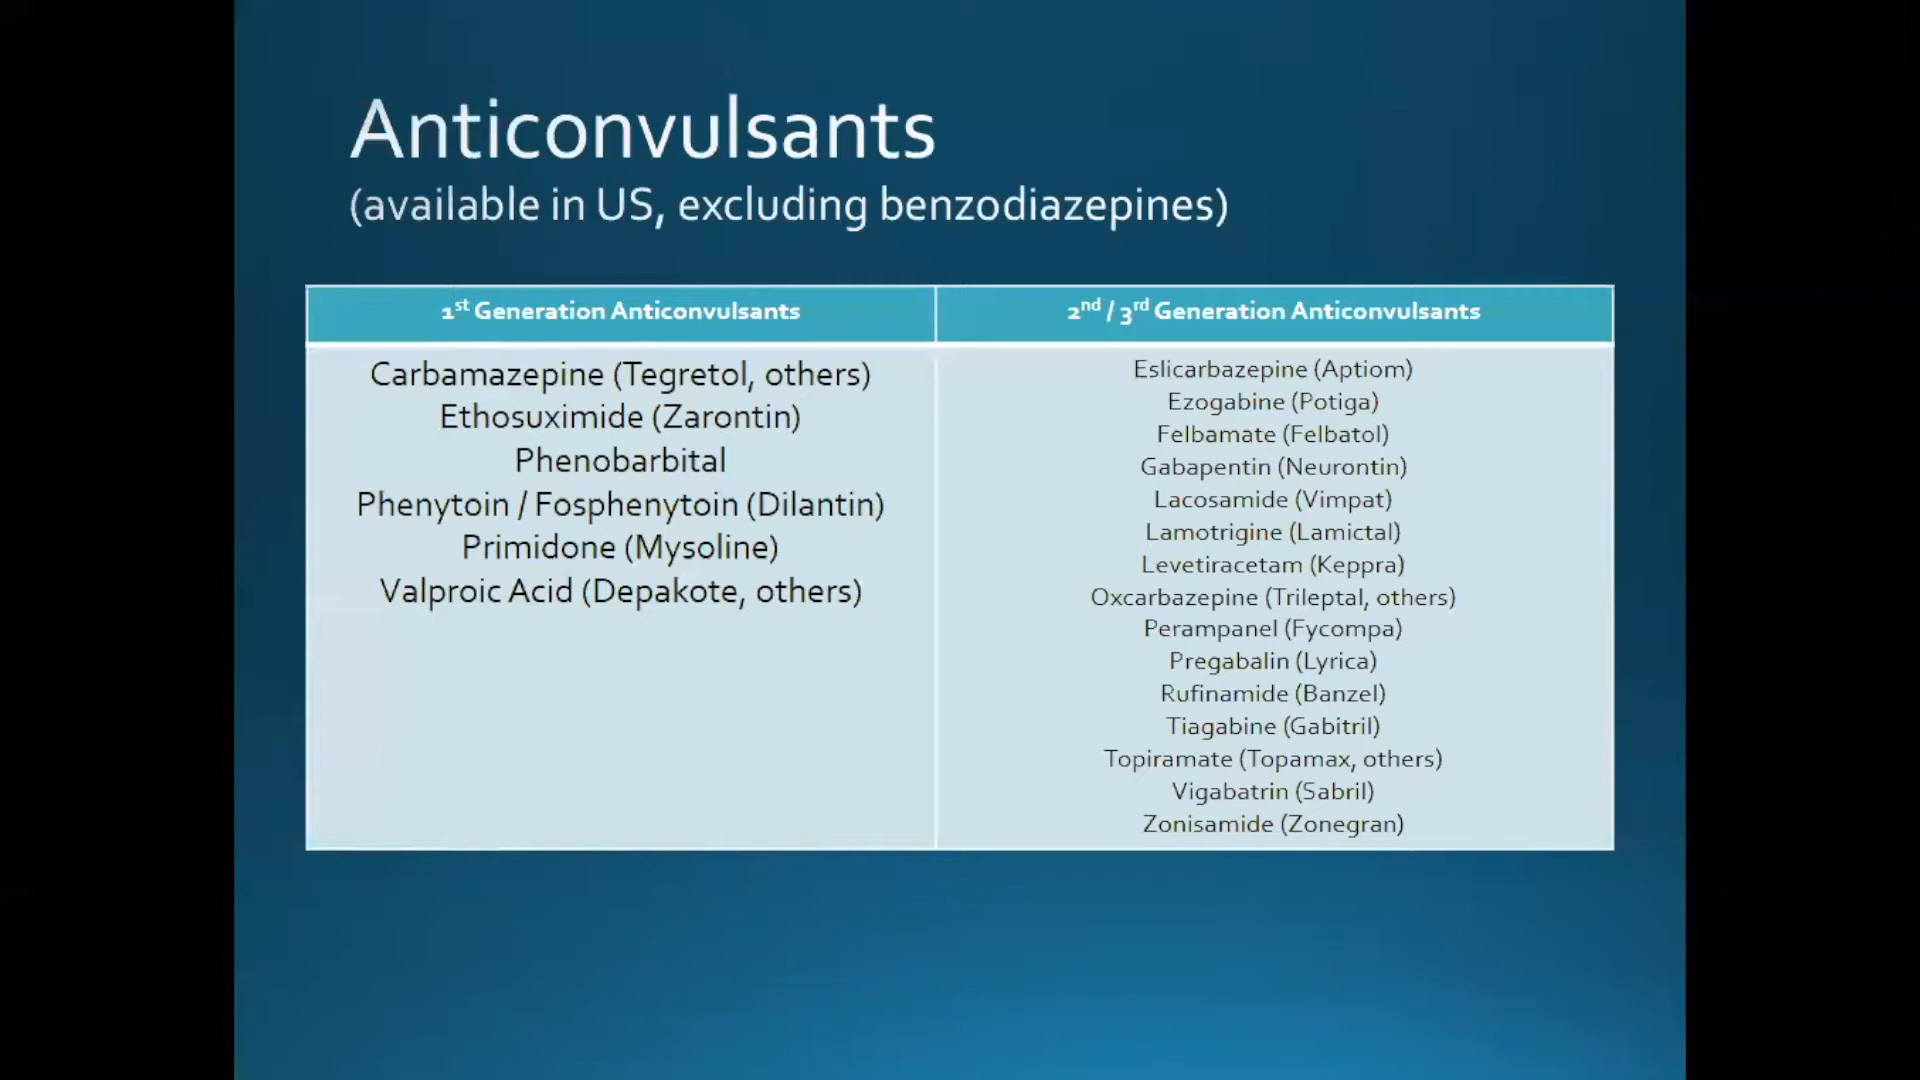 Anticonvulsants
(available in US, excluding benzodiazepines)
1st Generation Anticonvulsants
Carbamazepine (Tegretol, others)
Ethosuximide (Zarontin)
Phenobarbital
Phenytoin / Fosphenytoin (Dilantin)
Primidone (Mysoline)
Valproic Acid (Depakote, others)
2nd / 3rd Generation Anticonvulsants
Eslicarbazepine (Aptiom)
Ezogabine (Potiga)
Felbamate (Felbatol)
Gabapentin (Neurontin)
Lacosamide (Vimpat)
Lamotrigine (Lamictal)
Levetiracetam (Keppra)
Oxcarbazepine (Trileptal, others)
Perampanel (Fycompa)
Pregabalin (Lyrica)
Rufinamide (Banzel)
Tiagabine (Gabitril)
Topiramate (Topamax, others)
Vigabatrin (Sabril)
Zonisamide (Zonegran)